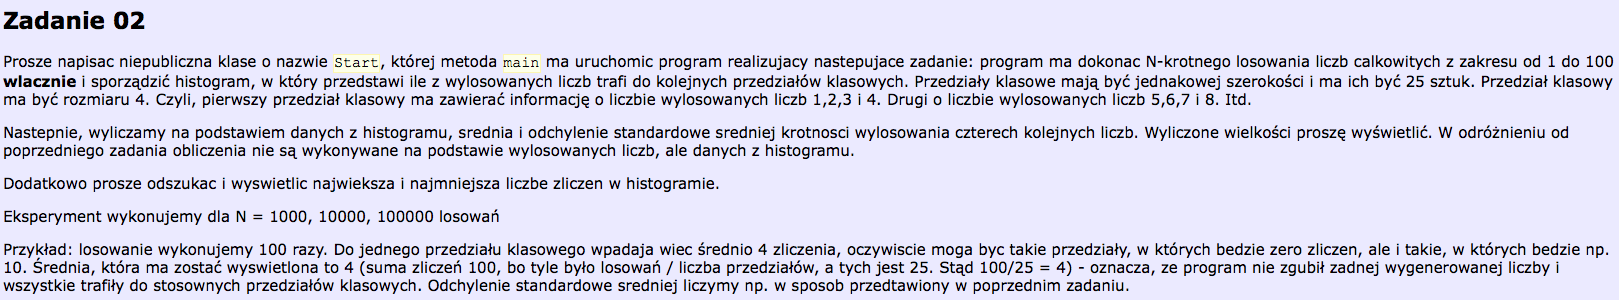 Zadanie 02
Prosze napisac niepubliczna klase o nazwie Start, której metoda main ma uruchomic program realizujacy nastepujace zadanie: program ma dokonac N-krotnego losowania liczb calkowitych z zakresu od 1 do 100
wlacznie i sporządzić histogram, w który przedstawi ile z wylosowanych liczb trafi do kolejnych przedziałów klasowych. Przedziały klasowe mają być jednakowej szerokości i ma ich być 25 sztuk. Przedział klasowy
ma być rozmiaru 4. Czyli, pierwszy przedział klasowy ma zawierać informację o liczbie wylosowanych liczb 1,2,3 i 4. Drugi o liczbie wylosowanych liczb 5,6,7 i 8. Itd.
Nastepnie, wyliczamy na podstawiem danych z histogramu, srednia i odchylenie standardowe sredniej krotnosci wylosowania czterech kolejnych liczb. Wyliczone wielkości proszę wyświetlić. W odróżnieniu od
poprzedniego zadania obliczenia nie są wykonywane na podstawie wylosowanych liczb, ale danych z histogramu.
Dodatkowo prosze odszukac i wyswietlic najwieksza i najmniejsza liczbe zliczen w histogramie.
Eksperyment wykonujemy dla N = 1000, 10000, 100000 losowań
Przykład: losowanie wykonujemy 100 razy. Do jednego przedziału klasowego wpadaja wiec średnio 4 zliczenia, oczywiscie moga byc takie przedziały, w których bedzie zero zliczen, ale i takie, w których bedzie np.
10. Średnia, która ma zostać wyswietlona to 4 (suma zliczeń 100, bo tyle było losowań / liczba przedziałów, a tych jest 25. Stąd 100/25 = 4) - oznacza, ze program nie zgubił zadnej wygenerowanej liczby i
wszystkie trafiły do stosownych przedziałów klasowych. Odchylenie standardowe sredniej liczymy np. w sposob przedtawiony w poprzednim zadaniu.